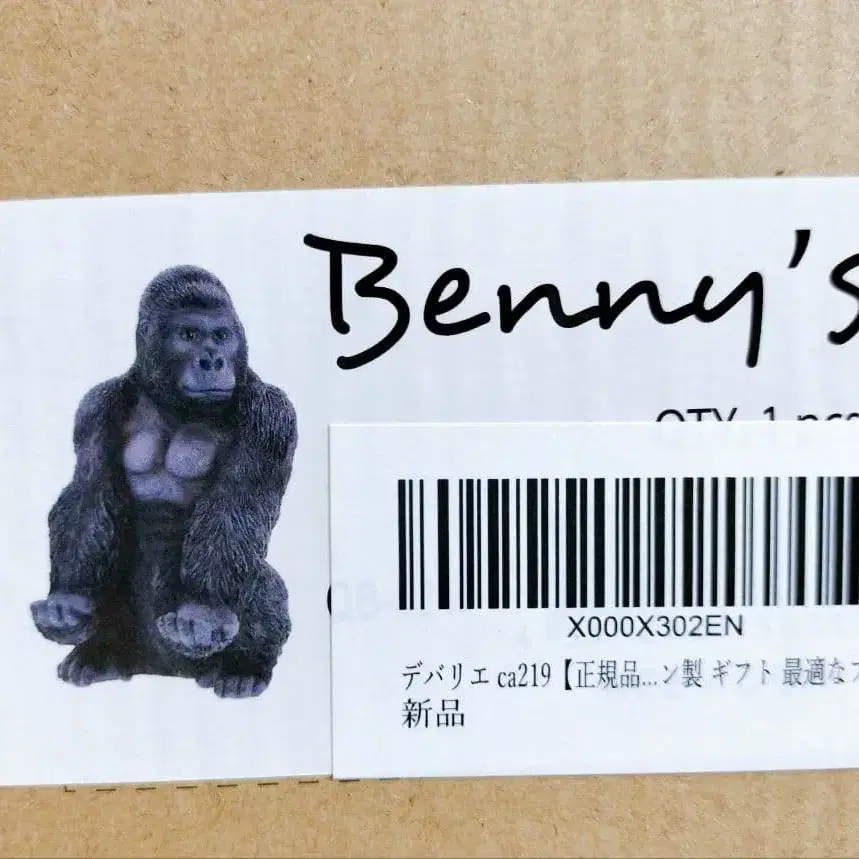 Benny's
QTY 1 pcs
X000X302EN
デバリエ ca219【正規品...ン製 ギフト 最適な
新品